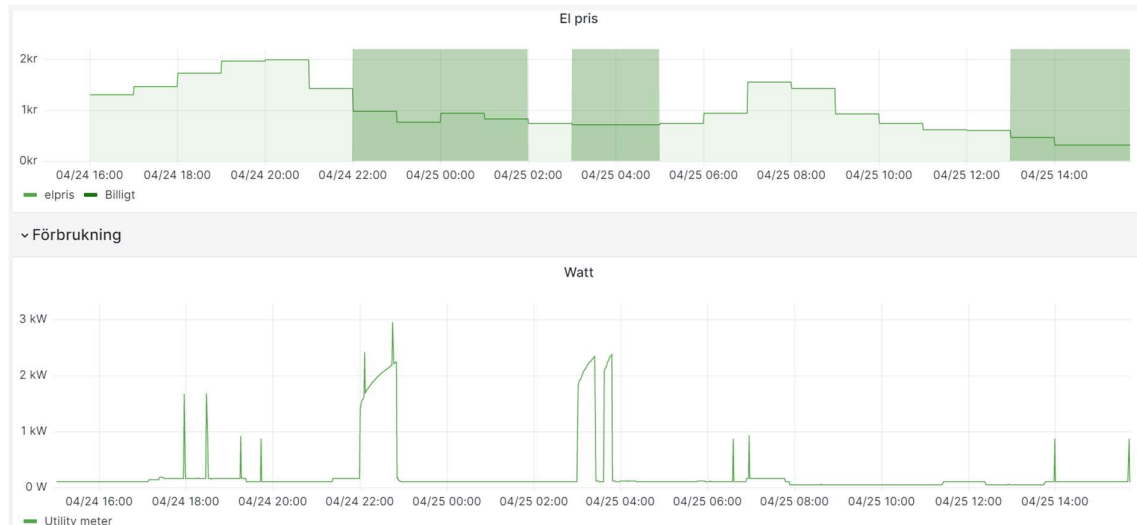 El pris
2kr
1kr
0kr
04/24 16:00 04/24 18:00 04/24 20:00 04/24 22:00 04/25 00:00 04/25 02:00 04/25 04:00 04/25 06:00 04/25 08:00 04/25 10:00 04/25 12:00 04/25 14:00
elpris Billigt
Förbrukning
Watt
3 kW
2 kW
1 kW
0 W
04/24 16:00 04/24 18:00 04/24 20:00 04/24 22:00 04/25 00:00 04/25 02:00 04/25 04:00 04/25 06:00 04/25 08:00 04/25 10:00 04/25 12:00 04/25 14:00
Utility meter